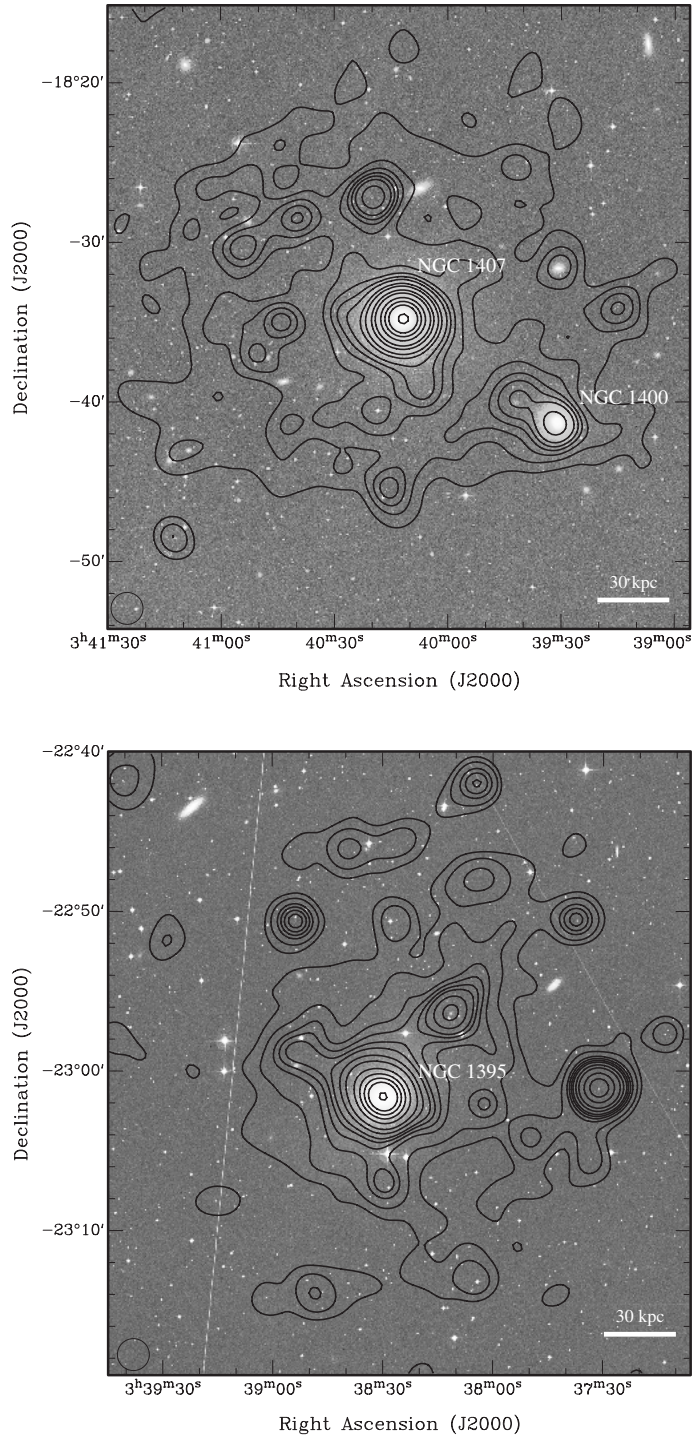 −18°20′
−30′
−40′
−50′
Declination (J2000)
NGC 1407
NGC 1400
30 kpc
3ʰ41ᵐ30ˢ 41ᵐ00ˢ 40ᵐ30ˢ 40ᵐ00ˢ 39ᵐ30ˢ 39ᵐ00ˢ
Right Ascension (J2000)
−22°40′
−22°50′
−23°00′
−23°10′
Declination (J2000)
NGC 1395
30 kpc
3ʰ39ᵐ30ˢ 39ᵐ00ˢ 38ᵐ30ˢ 38ᵐ00ˢ 37ᵐ30ˢ
Right Ascension (J2000)